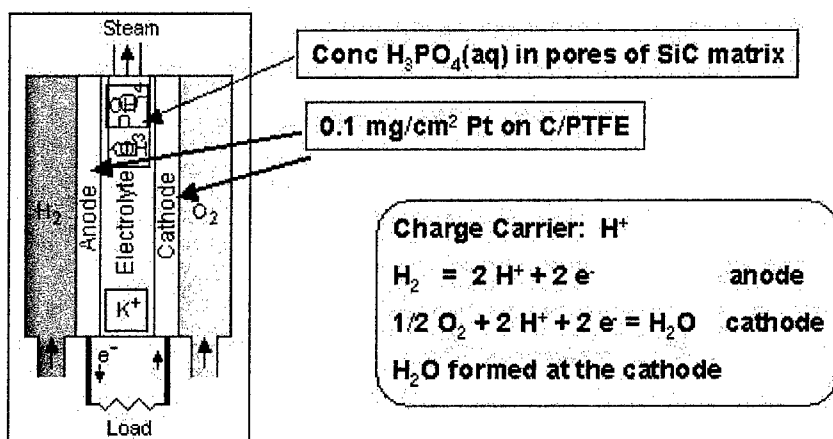 Steam
Conc H₃PO₄(aq) in pores of SiC matrix
0.1 mg/cm² Pt on C/PTFE
H₂
Anode
Electrolyte
Cathode
O₂
K⁺
e⁻
Load
Charge Carrier: H⁺
H₂ = 2 H⁺ + 2 e⁻ anode
1/2 O₂ + 2 H⁺ + 2 e⁻ = H₂O cathode
H₂O formed at the cathode